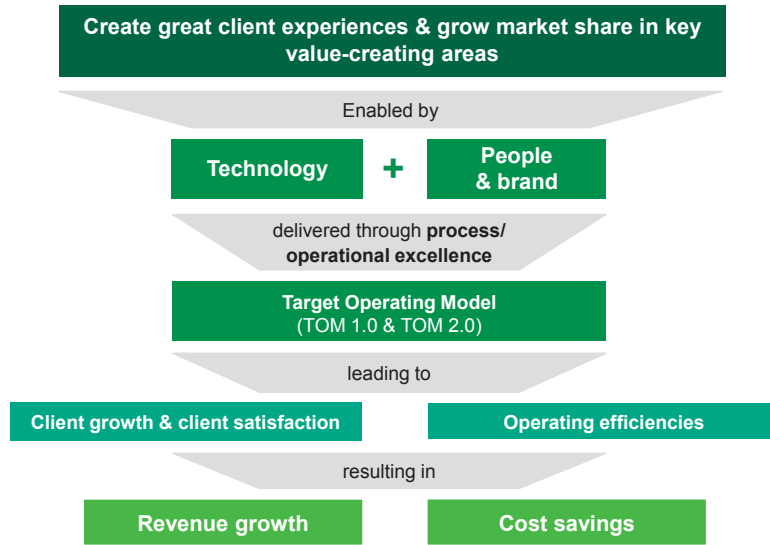 Create great client experiences & grow market share in key
value-creating areas
Enabled by
Technology
+
People
& brand
delivered through process/
operational excellence
Target Operating Model
(TOM 1.0 & TOM 2.0)
leading to
Client growth & client satisfaction
Operating efficiencies
resulting in
Revenue growth
Cost savings